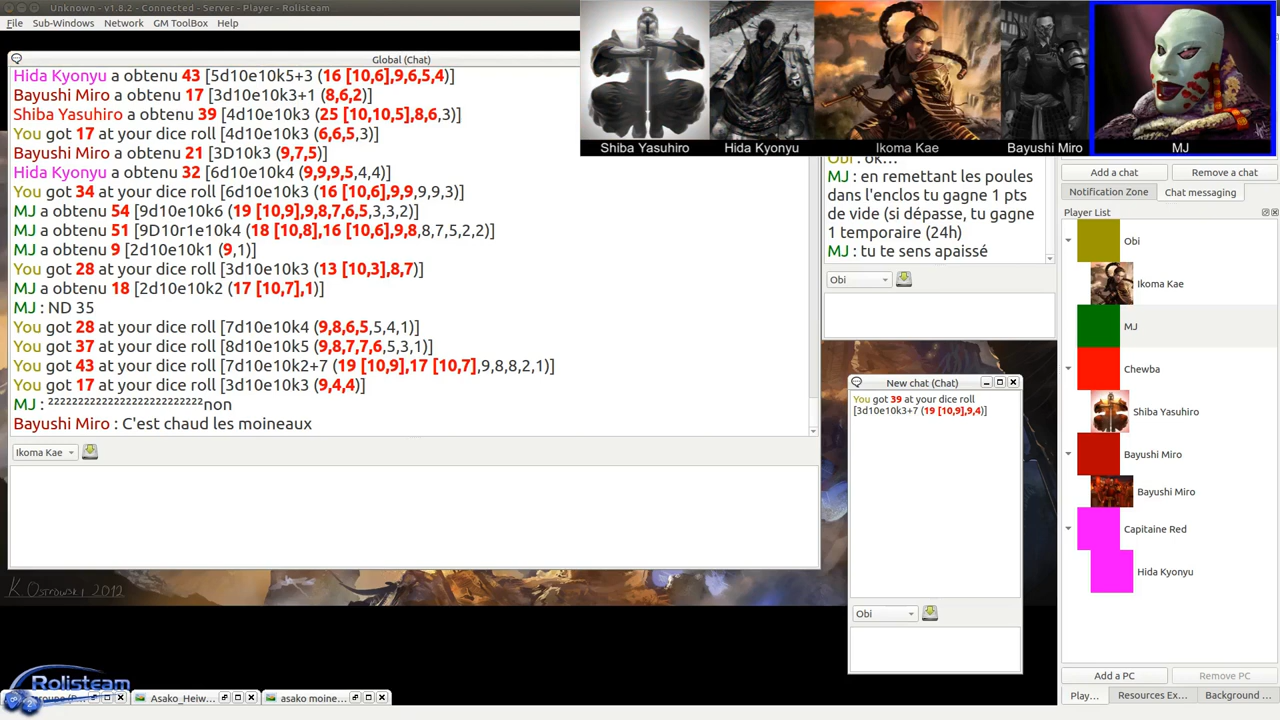 Unknown - v1.8.2 - Connected - Server - Player - Rolisteam
File Sub-Windows Network GM ToolBox Help
Shiba Yasuhiro Hida Kyonyu Ikoma Kae Bayushi Miro MJ
Global (Chat)
Hida Kyonyu a obtenu 43 [5d10e10k5+3 (16 [10,6],9,6,5,4)]
Bayushi Miro a obtenu 17 [3d10e10k3+1 (8,6,2)]
Shiba Yasuhiro a obtenu 39 [4d10e10k3 (25 [10,10,5],8,6,3)]
You got 17 at your dice roll [4d10e10k3 (6,6,5,3)]
Bayushi Miro a obtenu 21 [3D10k3 (9,7,5)]
Hida Kyonyu a obtenu 32 [6d10e10k4 (9,9,9,5,4,4)]
You got 34 at your dice roll [6d10e10k3 (16 [10,6],9,9,9,9,3)]
MJ a obtenu 54 [9d10e10k6 (19 [10,9],9,8,7,6,5,3,3,2)]
MJ a obtenu 51 [9D10r1e10k4 (18 [10,8],16 [10,6],9,8,8,7,5,2,2)]
MJ a obtenu 9 [2d10e10k1 (9,1)]
You got 28 at your dice roll [3d10e10k3 (13 [10,3],8,7)]
MJ a obtenu 18 [2d10e10k2 (17 [10,7],1)]
MJ : ND 35
You got 28 at your dice roll [7d10e10k4 (9,8,6,5,5,4,1)]
You got 37 at your dice roll [8d10e10k5 (9,8,7,7,6,5,3,1)]
You got 43 at your dice roll [7d10e10k2+7 (19 [10,9],17 [10,7],9,8,8,2,1)]
You got 17 at your dice roll [3d10e10k3 (9,4,4)]
Bayushi Miro : C'est chaud les moineaux
Ikoma Kae
Obi : ok...
MJ : en remettant les poules
dans l'enclos tu gagne 1 pts
de vide (si dépasse, tu gagne
1 temporaire (24h)
MJ : tu te sens apaissé
Obi
New chat (Chat)
You got 39 at your dice roll
[3d10e10k3+7 (19 [10,9],9,4)]
Obi
Add a chat Remove a chat
Notification Zone Chat messaging
Player List
Obi
Ikoma Kae
MJ
Chewba
Shiba Yasuhiro
Bayushi Miro
Bayushi Miro
Capitaine Red
Hida Kyonyu
Add a PC Remove PC
Play... Resources Ex... Background ...
K Ostrowski 2012
Rolisteam
Asako_Heiw... asako moine...